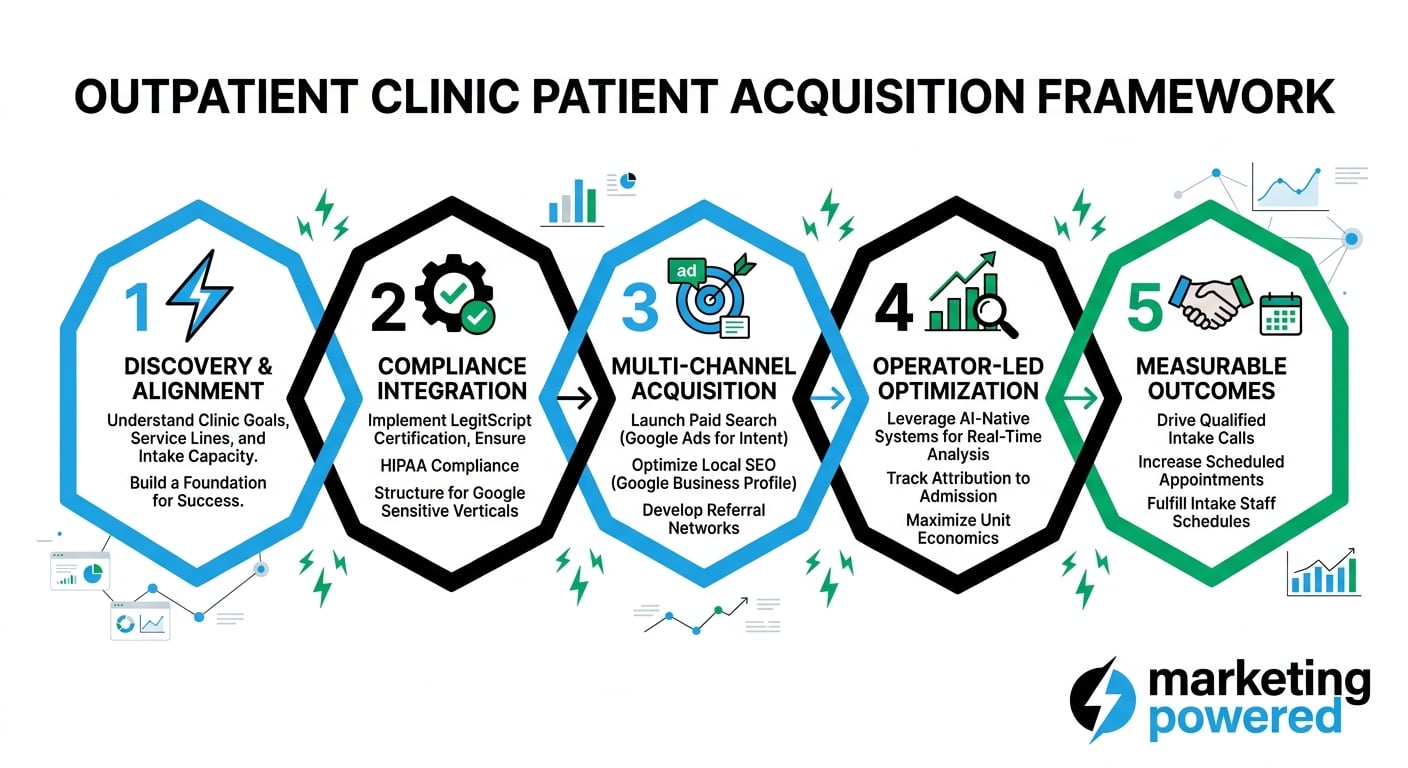 OUTPATIENT CLINIC PATIENT ACQUISITION FRAMEWORK
1
DISCOVERY &
ALIGNMENT
Understand Clinic Goals,
Service Lines, and
Intake Capacity.
Build a Foundation
for Success.
2
COMPLIANCE
INTEGRATION
Implement LegitScript
Certification, Ensure
HIPAA Compliance
Structure for Google
Sensitive Verticals
3
ad
MULTI-CHANNEL
ACQUISITION
Launch Paid Search
(Google Ads for Intent)
Optimize Local SEO
(Google Business Profile)
Develop Referral
Networks
4
OPERATOR-LED
OPTIMIZATION
Leverage AI-Native
Systems for Real-Time
Analysis
Track Attribution to
Admission
Maximize Unit
Economics
5
MEASURABLE
OUTCOMES
Drive Qualified
Intake Calls
Increase Scheduled
Appointments
Fulfill Intake Staff
Schedules
marketing
powered